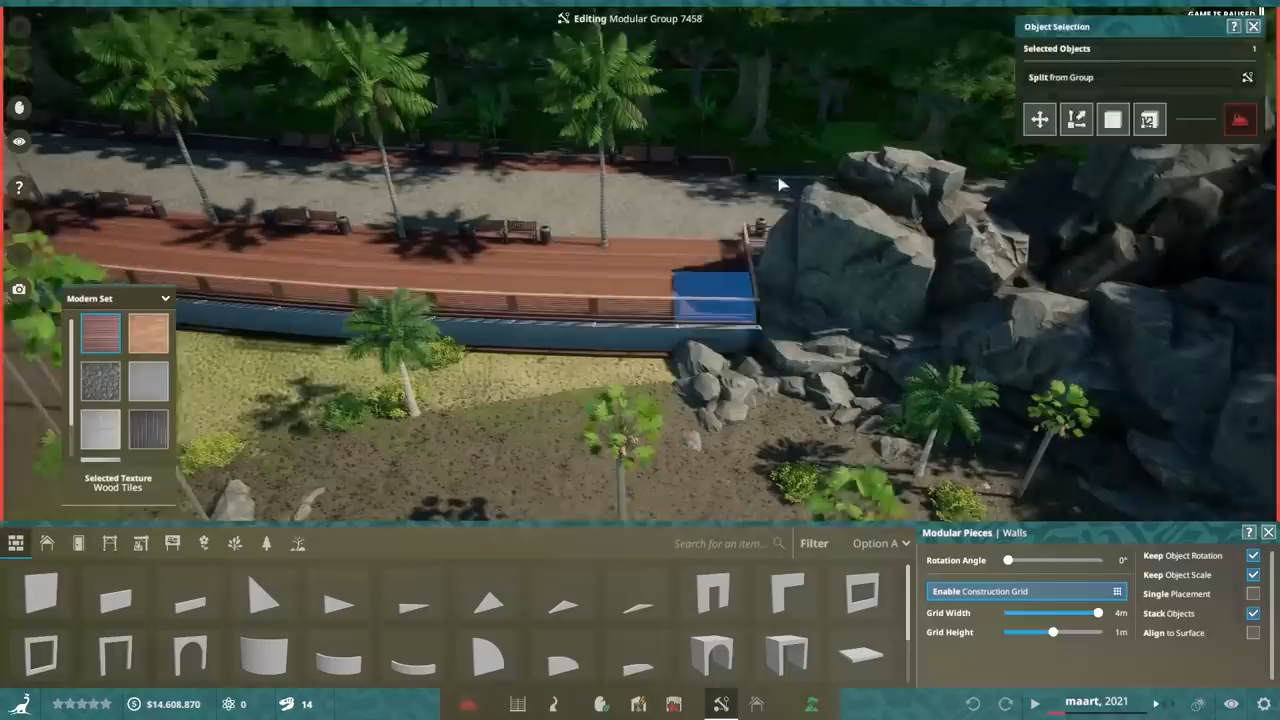 Editing Modular Group 7458
GAME IS PAUSED
Object Selection
?
Selected Objects 1
Split from Group
12
?
Modern Set
Selected Texture
Wood Tiles
Search for an item...
Filter
Option A
Modular Pieces | Walls
?
Rotation Angle 0°
Enable Construction Grid
Grid Width 4m
Grid Height 1m
Keep Object Rotation
Keep Object Scale
Single Placement
Stack Objects
Align to Surface
$14.608.870
0
14
maart, 2021